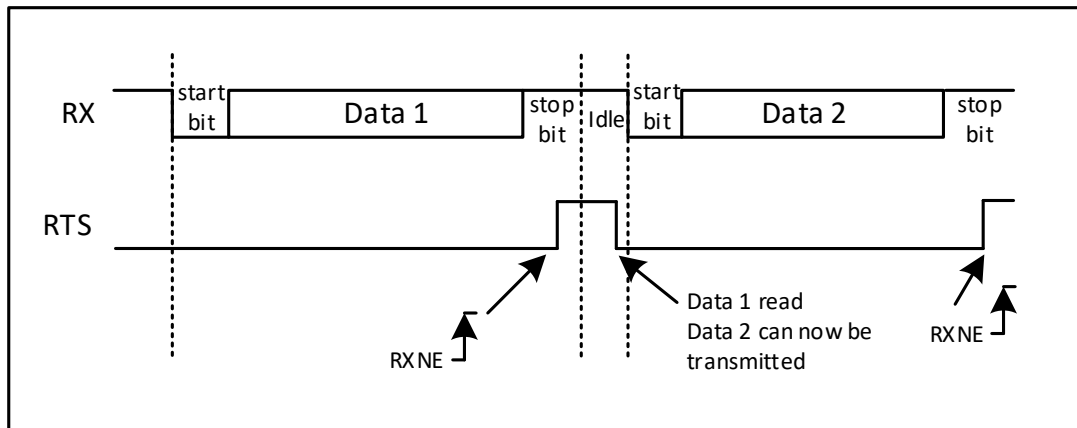 RX
start
bit
Data 1
stop
bit
Idle
start
bit
Data 2
stop
bit
RTS
RXNE
Data 1 read
Data 2 can now be
transmitted
RXNE